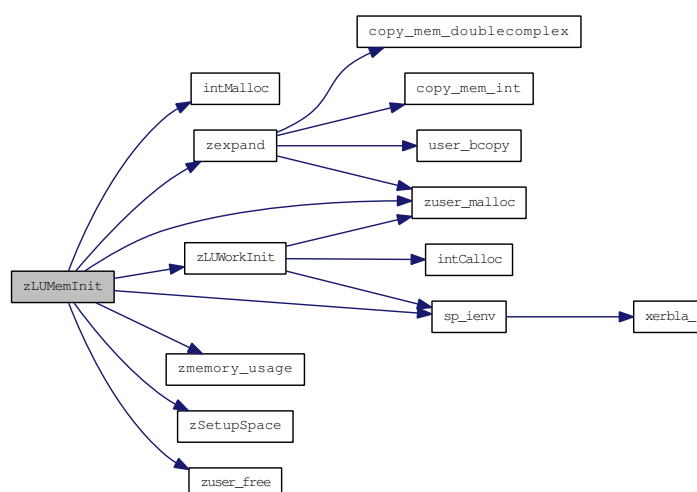 copy_mem_doublecomplex
intMalloc
copy_mem_int
zexpand
user_bcopy
zuser_malloc
zLUWorkInit
intCalloc
zLUMemInit
sp_ienv
xerbla_
zmemory_usage
zSetupSpace
zuser_free